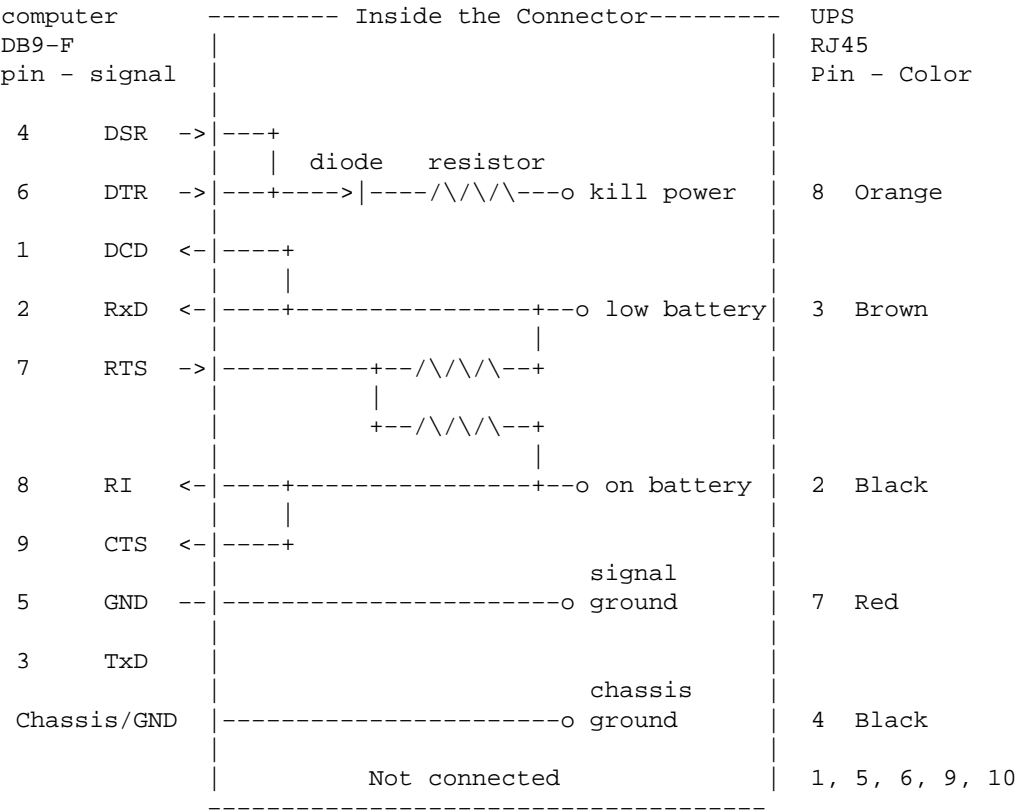 computer --------- Inside the Connector--------- UPS
DB9-F | | RJ45
pin - signal | | Pin - Color
| |
4 DSR ->|---+ |
| | diode resistor |
6 DTR ->|---+---->|----/\/\/\---o kill power | 8 Orange
| |
1 DCD <-|----+ |
| | |
2 RxD <-|----+----------------+--o low battery| 3 Brown
| | |
7 RTS ->|----------+--/\/\/\--+ |
| | |
| +--/\/\/\--+ |
| | |
8 RI <-|----+----------------+--o on battery | 2 Black
| | |
9 CTS <-|----+ |
| signal |
5 GND --|-----------------------o ground | 7 Red
| |
3 TxD | |
| chassis |
Chassis/GND |-----------------------o ground | 4 Black
| |
| Not connected | 1, 5, 6, 9, 10
--------------------------------------